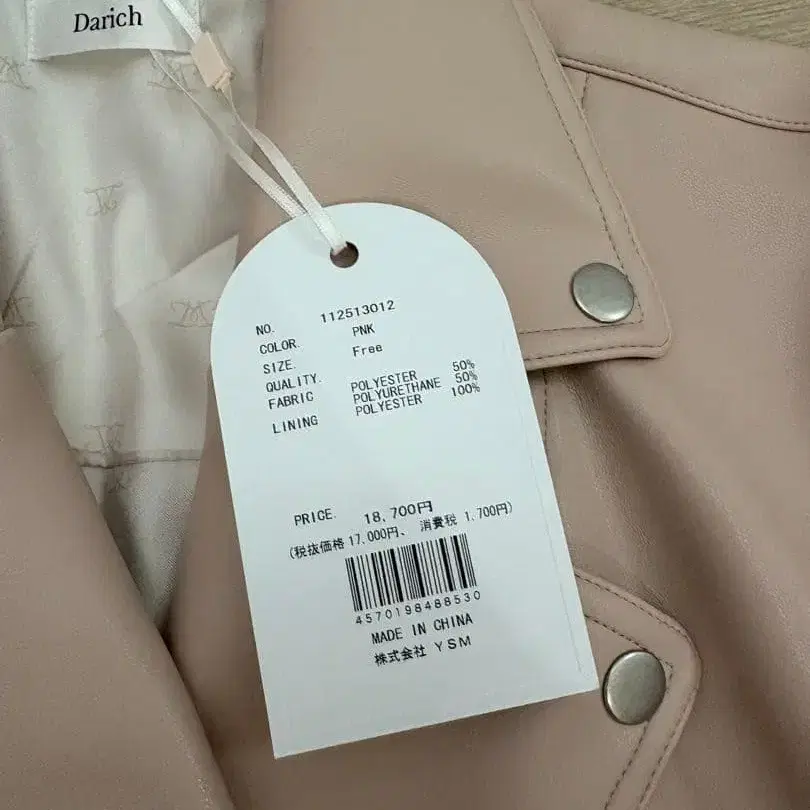 Darich
NO. 112513012
COLOR. PNK
SIZE. Free
QUALITY.
FABRIC POLYESTER 50%
POLYURETHANE 50%
LINING POLYESTER 100%
PRICE. 18,700円
(税抜価格 17,000円、 消費税 1,700円)
4570198488530
MADE IN CHINA
株式会社 YSM